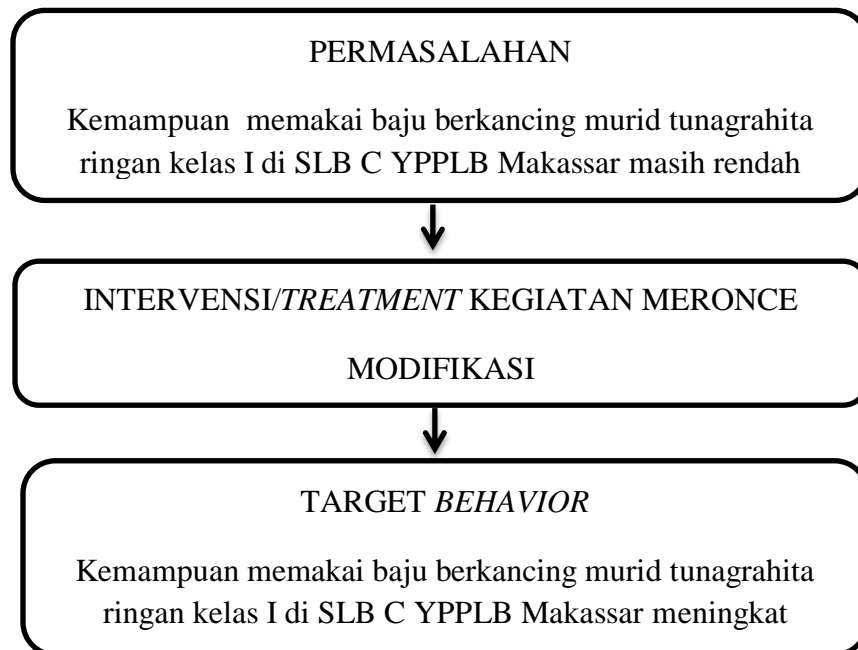 PERMASALAHAN
Kemampuan memakai baju berkancing murid tunagrahita
ringan kelas I di SLB C YPPLB Makassar masih rendah
INTERVENSI/TREATMENT KEGIATAN MERONCE
MODIFIKASI
TARGET BEHAVIOR
Kemampuan memakai baju berkancing murid tunagrahita
ringan kelas I di SLB C YPPLB Makassar meningkat